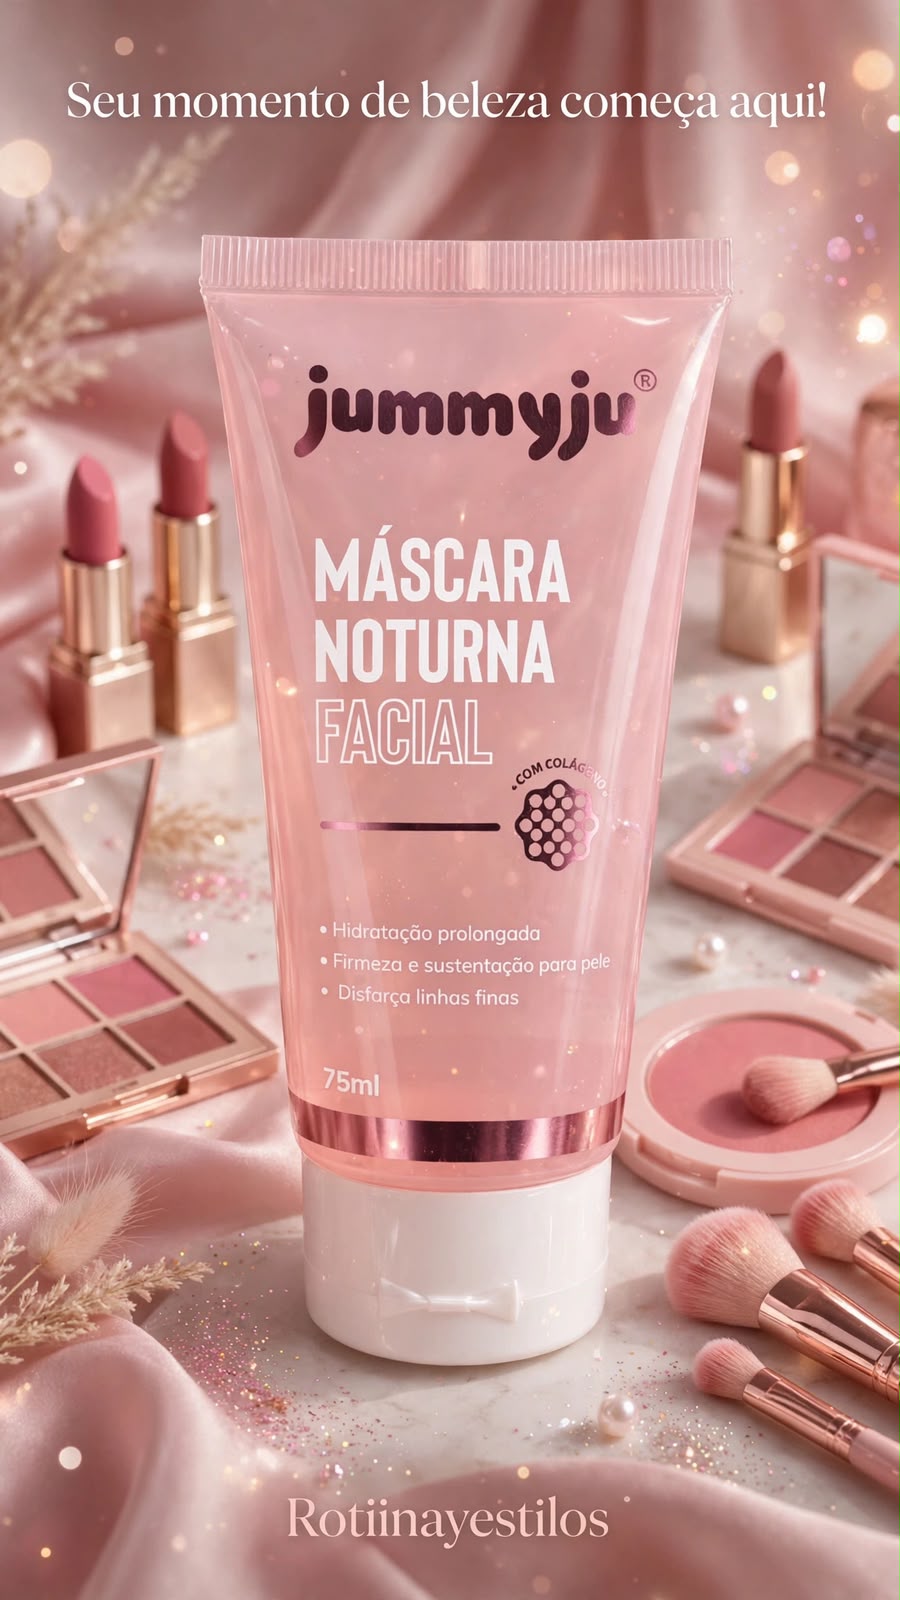 Seu momento de beleza começa aqui!
jummyju®
MÁSCARA
NOTURNA
FACIAL
COM COLÁGENO
• Hidratação prolongada
• Firmeza e sustentação para pele
• Disfarça linhas finas
75ml
Rotiinayestilos